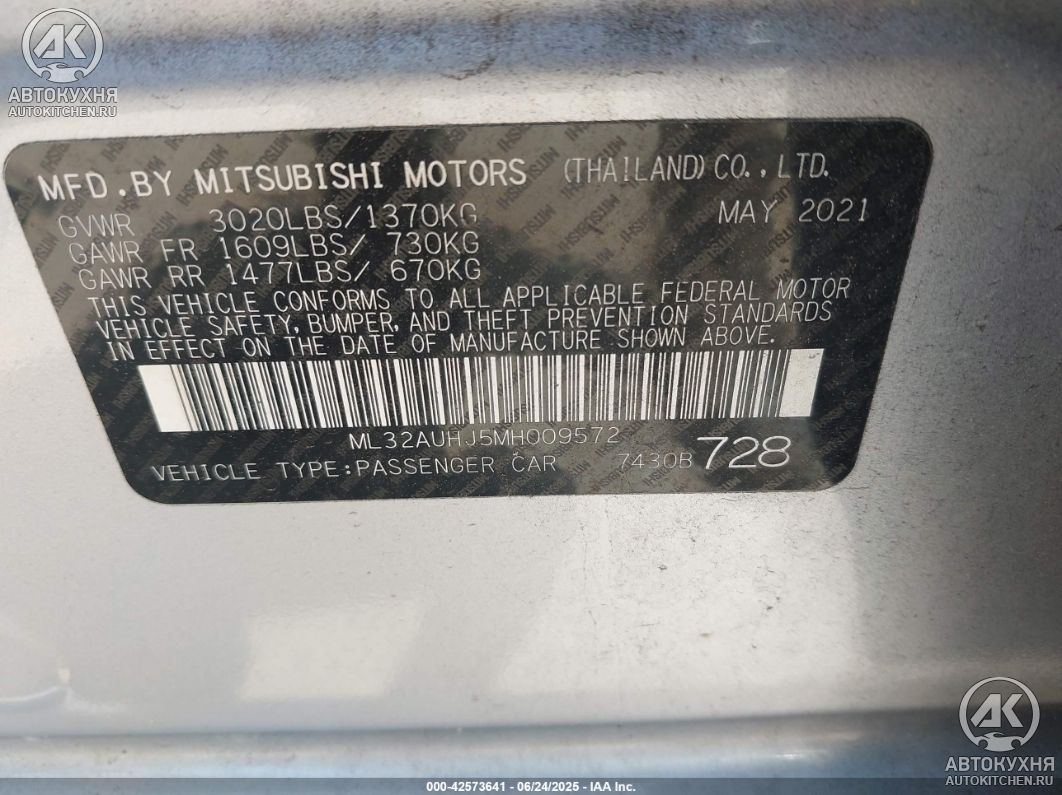 AK
АВТОКУХНЯ
AUTOKITCHEN.RU
MFD.BY MITSUBISHI MOTORS (THAILAND) CO.,LTD.
GVWR 3020LBS/1370KG MAY 2021
GAWR FR 1609LBS/ 730KG
GAWR RR 1477LBS/ 670KG
THIS VEHICLE CONFORMS TO ALL APPLICABLE FEDERAL MOTOR
VEHICLE SAFETY, BUMPER, AND THEFT PREVENTION STANDARDS
IN EFFECT ON THE DATE OF MANUFACTURE SHOWN ABOVE.
ML32AUHJ5MH009572
VEHICLE TYPE:PASSENGER CAR 7430B 728
AK
АВТОКУХНЯ
AUTOKITCHEN.RU
000-42573641 - 06/24/2025 - IAA Inc.